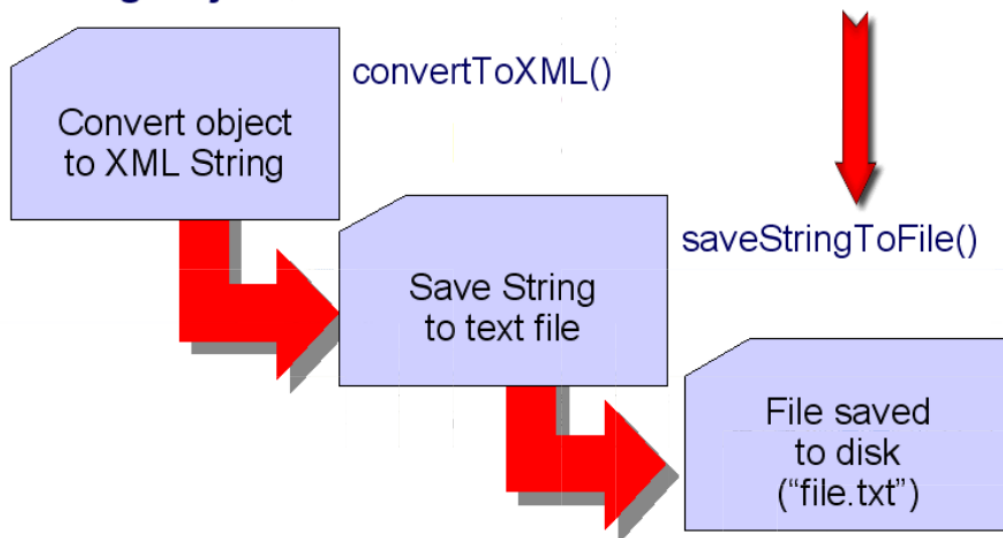 convertToXML()
Convert object
to XML String
saveStringToFile()
Save String
to text file
File saved
to disk
(“file.txt”)